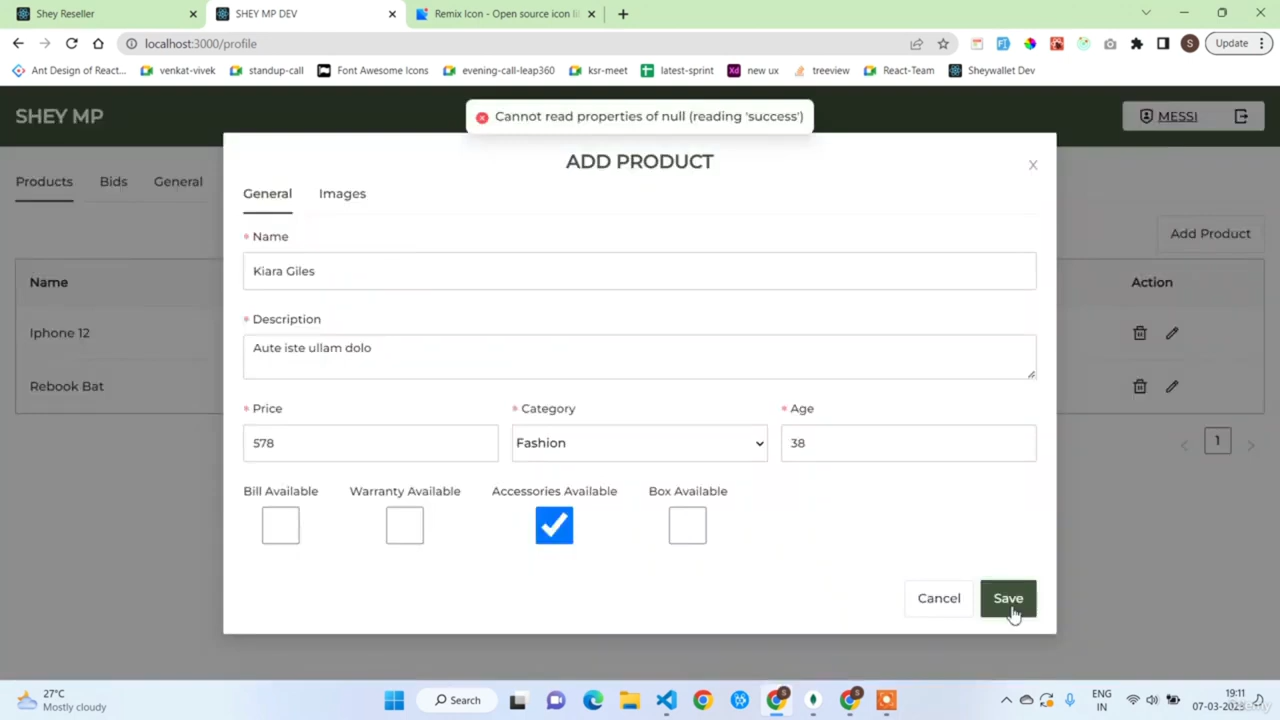 Shey Reseller
SHEY MP DEV
Remix Icon - Open source icon li
localhost:3000/profile
Update
Ant Design of React...
venkat-vivek
standup-call
Font Awesome Icons
evening-call-leap360
ksr-meet
latest-sprint
new ux
treeview
React-Team
Sheywallet Dev
SHEY MP
Cannot read properties of null (reading 'success')
MESSI
ADD PRODUCT
Products
Bids
General
General
Images
* Name
Add Product
Kiara Giles
Name
Action
* Description
Iphone 12
Aute iste ullam dolo
Rebook Bat
* Price
* Category
* Age
578
Fashion
38
1
Bill Available
Warranty Available
Accessories Available
Box Available
Cancel
Save
27°C
Mostly cloudy
Search
ENG
IN
19:11
07-03-2023